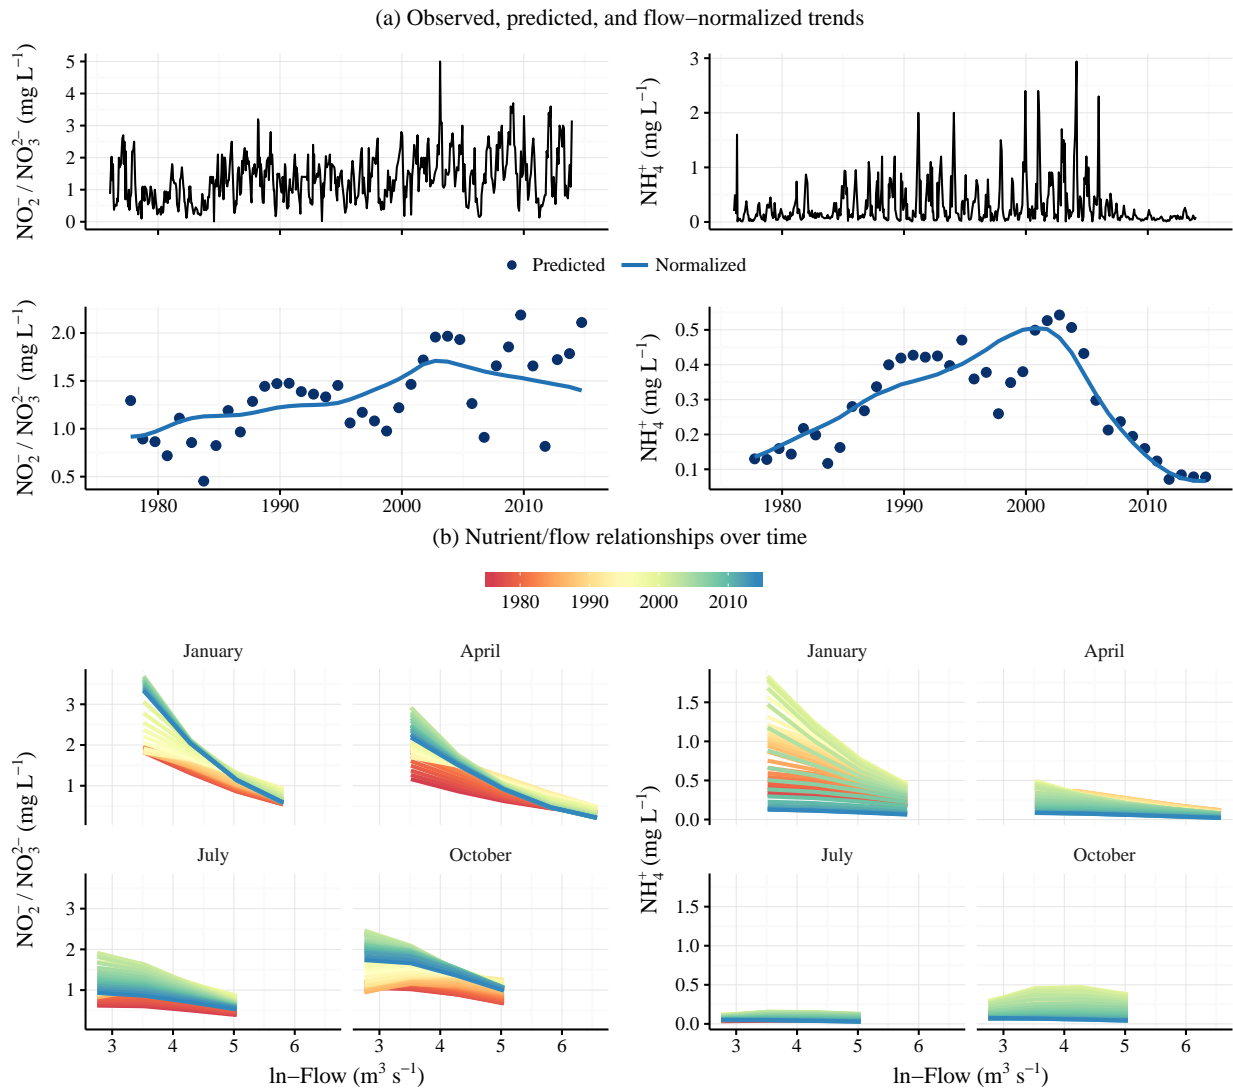 (a) Observed, predicted, and flow−normalized trends
NO₂⁻ / NO₃²⁻ (mg L⁻¹)
5
4
3
2
1
0
NH₄⁺ (mg L⁻¹)
3
2
1
0
Predicted Normalized
NO₂⁻ / NO₃²⁻ (mg L⁻¹)
2.0
1.5
1.0
0.5
1980 1990 2000 2010
NH₄⁺ (mg L⁻¹)
0.5
0.4
0.3
0.2
0.1
1980 1990 2000 2010
(b) Nutrient/flow relationships over time
1980 1990 2000 2010
NO₂⁻ / NO₃²⁻ (mg L⁻¹)
January April
3
2
1
July October
3
2
1
3 4 5 6 3 4 5 6
ln−Flow (m³ s⁻¹)
NH₄⁺ (mg L⁻¹)
January April
1.5
1.0
0.5
0.0
July October
1.5
1.0
0.5
0.0
3 4 5 6 3 4 5 6
ln−Flow (m³ s⁻¹)